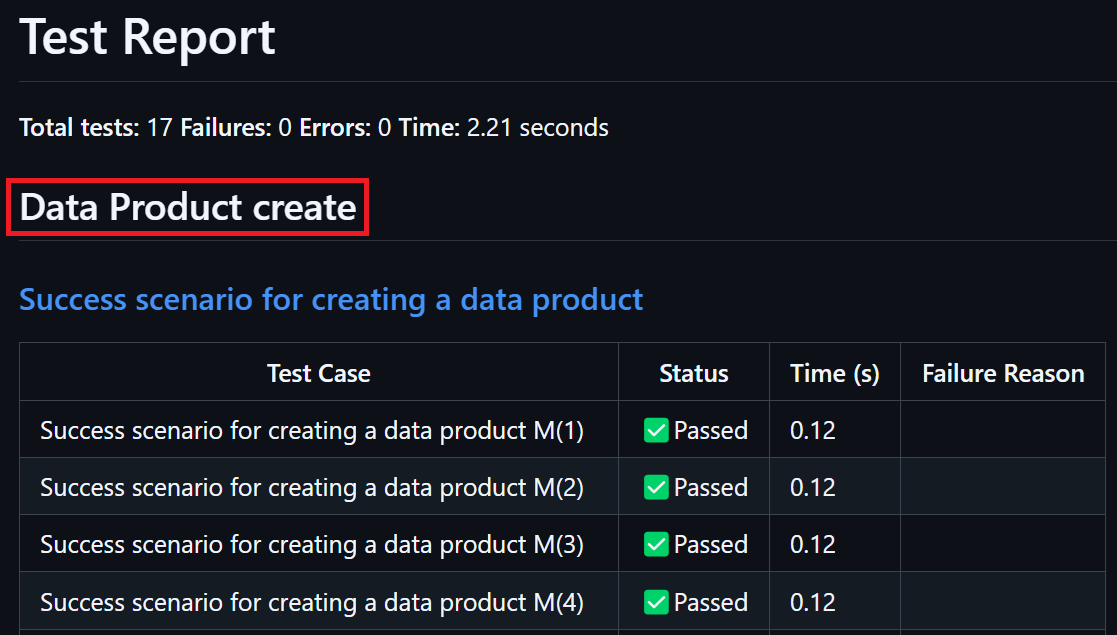 Test Report
Total tests: 17 Failures: 0 Errors: 0 Time: 2.21 seconds
Data Product create
Success scenario for creating a data product
Test Case Status Time (s) Failure Reason
Success scenario for creating a data product M(1) ✅ Passed 0.12
Success scenario for creating a data product M(2) ✅ Passed 0.12
Success scenario for creating a data product M(3) ✅ Passed 0.12
Success scenario for creating a data product M(4) ✅ Passed 0.12